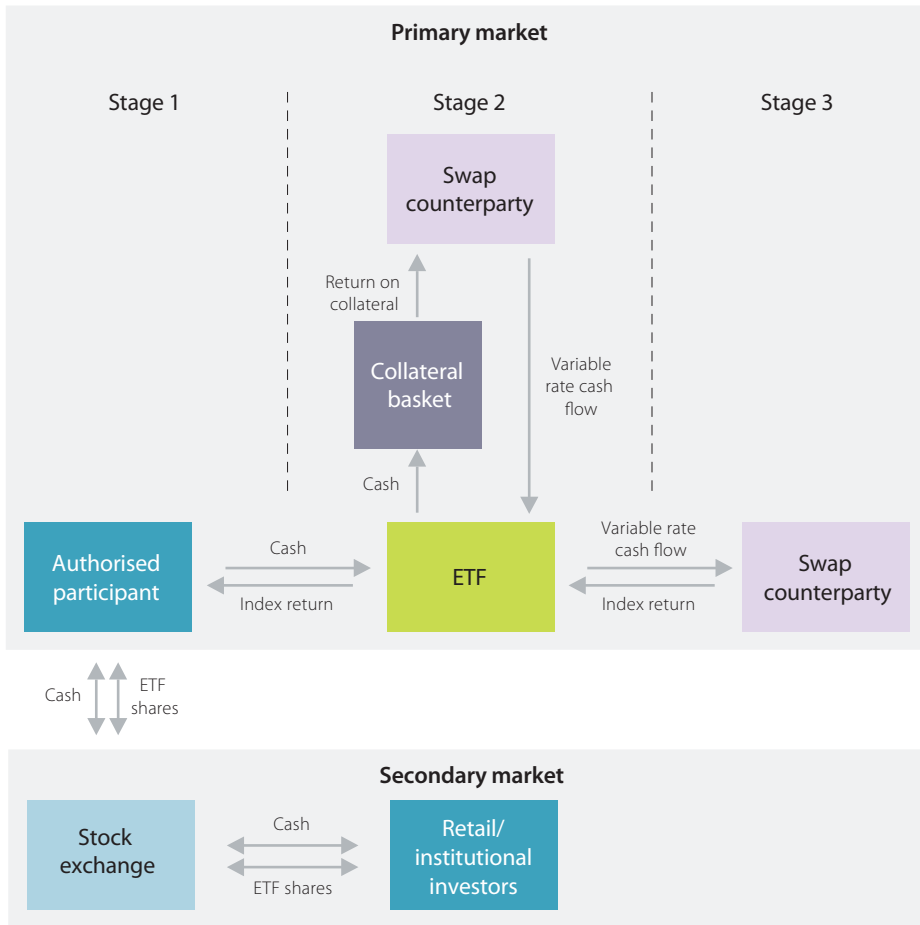 Primary market
Stage 1
Stage 2
Stage 3
Swap
counterparty
Return on
collateral
Collateral
basket
Variable
rate cash
flow
Cash
Authorised
participant
Cash
Index return
ETF
Variable rate
cash flow
Index return
Swap
counterparty
Cash
ETF
shares
Secondary market
Stock
exchange
Cash
ETF shares
Retail/
institutional
investors